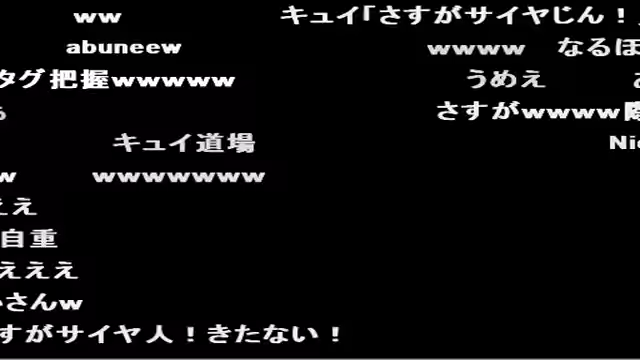 ww キュイ「さすがサイヤじん！
abuneew wwww なるほ
タグ把握wwwww うめえ
さすがwwww
キュイ道場 Nic
w wwwwwww
ええ
自重
えええ
さんw
すがサイヤ人！きたない！